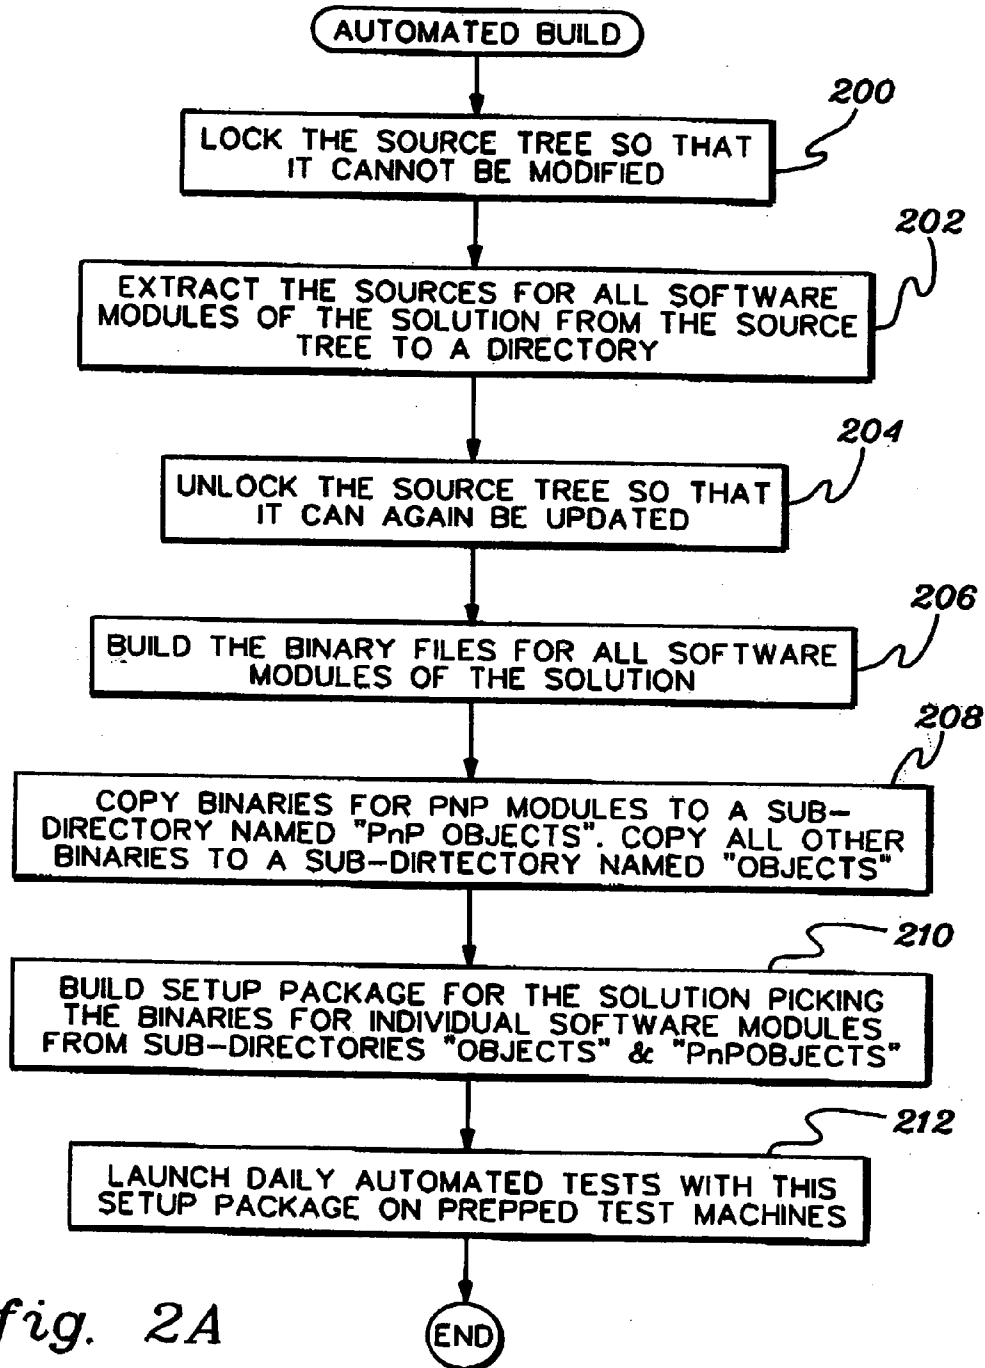 AUTOMATED BUILD
200
LOCK THE SOURCE TREE SO THAT
IT CANNOT BE MODIFIED
202
EXTRACT THE SOURCES FOR ALL SOFTWARE
MODULES OF THE SOLUTION FROM THE SOURCE
TREE TO A DIRECTORY
204
UNLOCK THE SOURCE TREE SO THAT
IT CAN AGAIN BE UPDATED
206
BUILD THE BINARY FILES FOR ALL SOFTWARE
MODULES OF THE SOLUTION
208
COPY BINARIES FOR PNP MODULES TO A SUB-
DIRECTORY NAMED "PnP OBJECTS". COPY ALL OTHER
BINARIES TO A SUB-DIRTECTORY NAMED "OBJECTS"
210
BUILD SETUP PACKAGE FOR THE SOLUTION PICKING
THE BINARIES FOR INDIVIDUAL SOFTWARE MODULES
FROM SUB-DIRECTORIES "OBJECTS" & "PnPOBJECTS"
212
LAUNCH DAILY AUTOMATED TESTS WITH THIS
SETUP PACKAGE ON PREPPED TEST MACHINES
END
fig. 2A